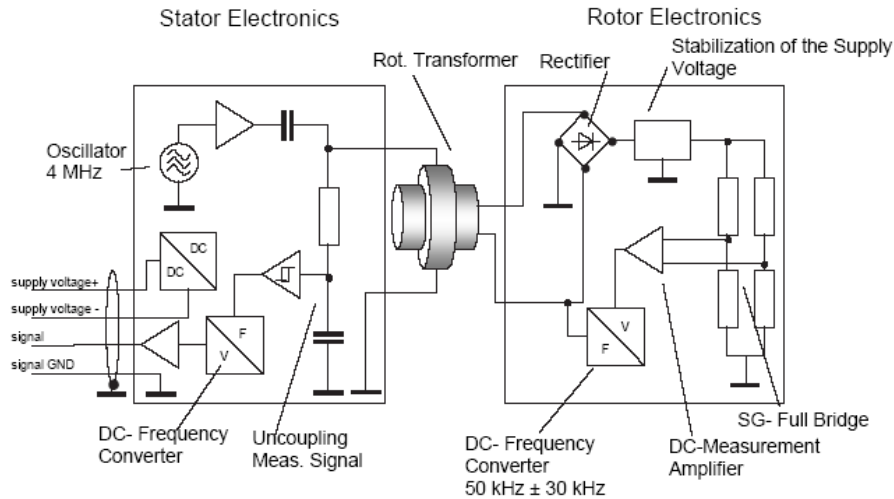 Stator Electronics
Rotor Electronics
Rot. Transformer
Rectifier
Stabilization of the Supply
Voltage
Oscillator
4 MHz
DC
DC
supply voltage+
supply voltage -
signal
signal GND
F
V
V
F
DC- Frequency
Converter
Uncoupling
Meas. Signal
DC- Frequency
Converter
50 kHz ± 30 kHz
DC-Measurement
Amplifier
SG- Full Bridge